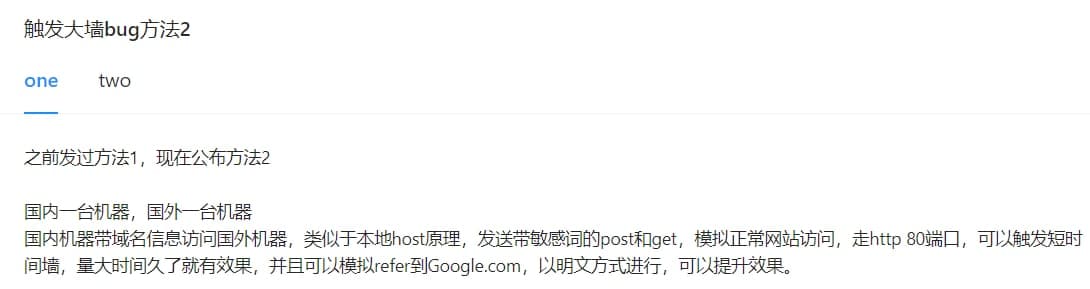 触发大墙bug方法2
one two
之前发过方法1，现在公布方法2
国内一台机器，国外一台机器
国内机器带域名信息访问国外机器，类似于本地host原理，发送带敏感词的post和get，模拟正常网站访问，走http 80端口，可以触发短时
间墙，量大时间久了就有效果，并且可以模拟refer到Google.com，以明文方式进行，可以提升效果。